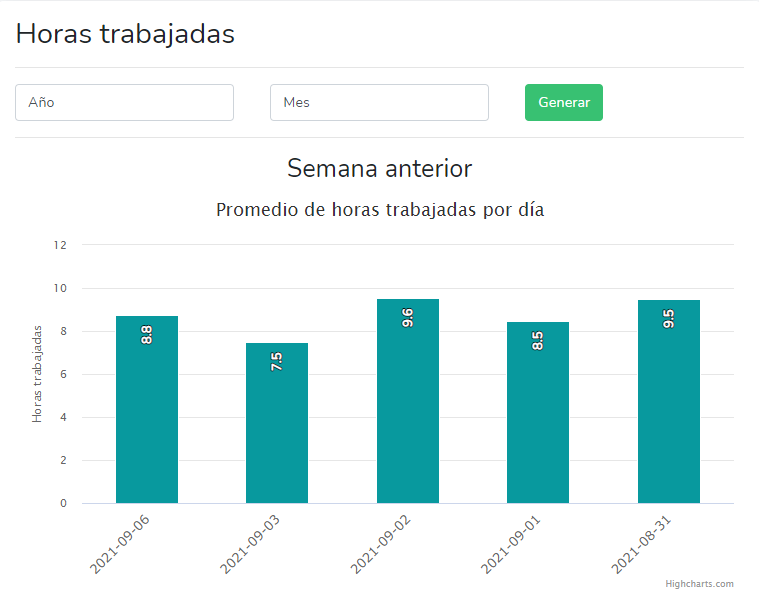 Horas trabajadas
Año
Mes
Generar
Semana anterior
Promedio de horas trabajadas por día
Horas trabajadas
12
10
8
6
4
2
0
8.8
7.5
9.6
8.5
9.5
2021-09-06
2021-09-03
2021-09-02
2021-09-01
2021-08-31
Highcharts.com